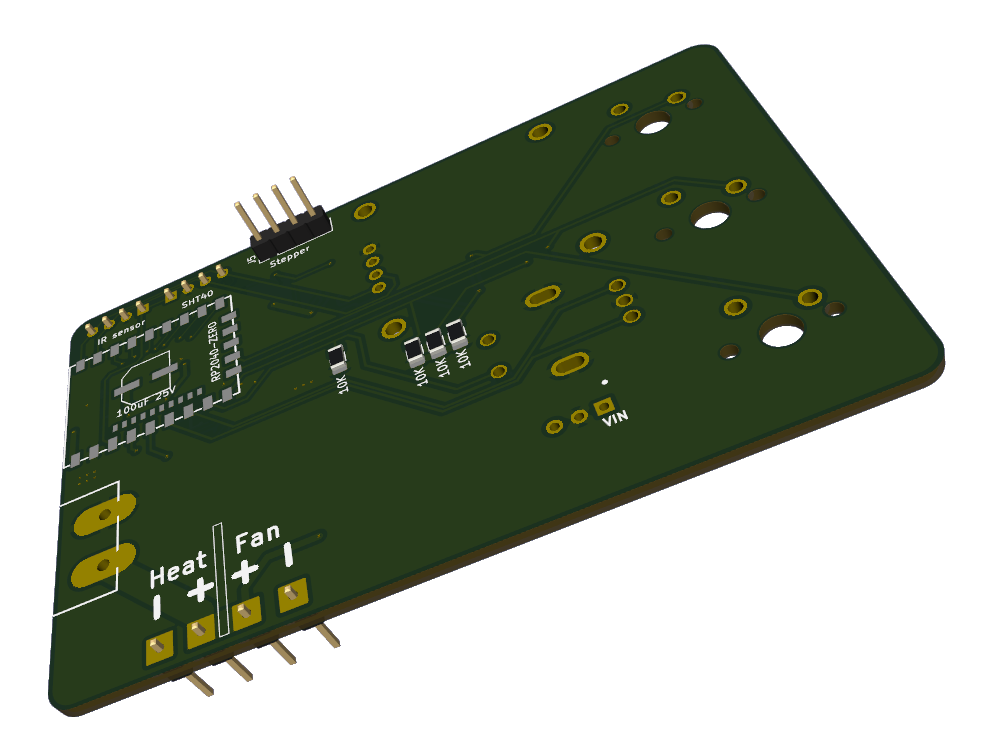 J5
Stepper
SHT40
IR sensor
RP2040-ZERO
100uF 25V
10K
10K
10K
10K
VIN
Heat
Fan
- + + -